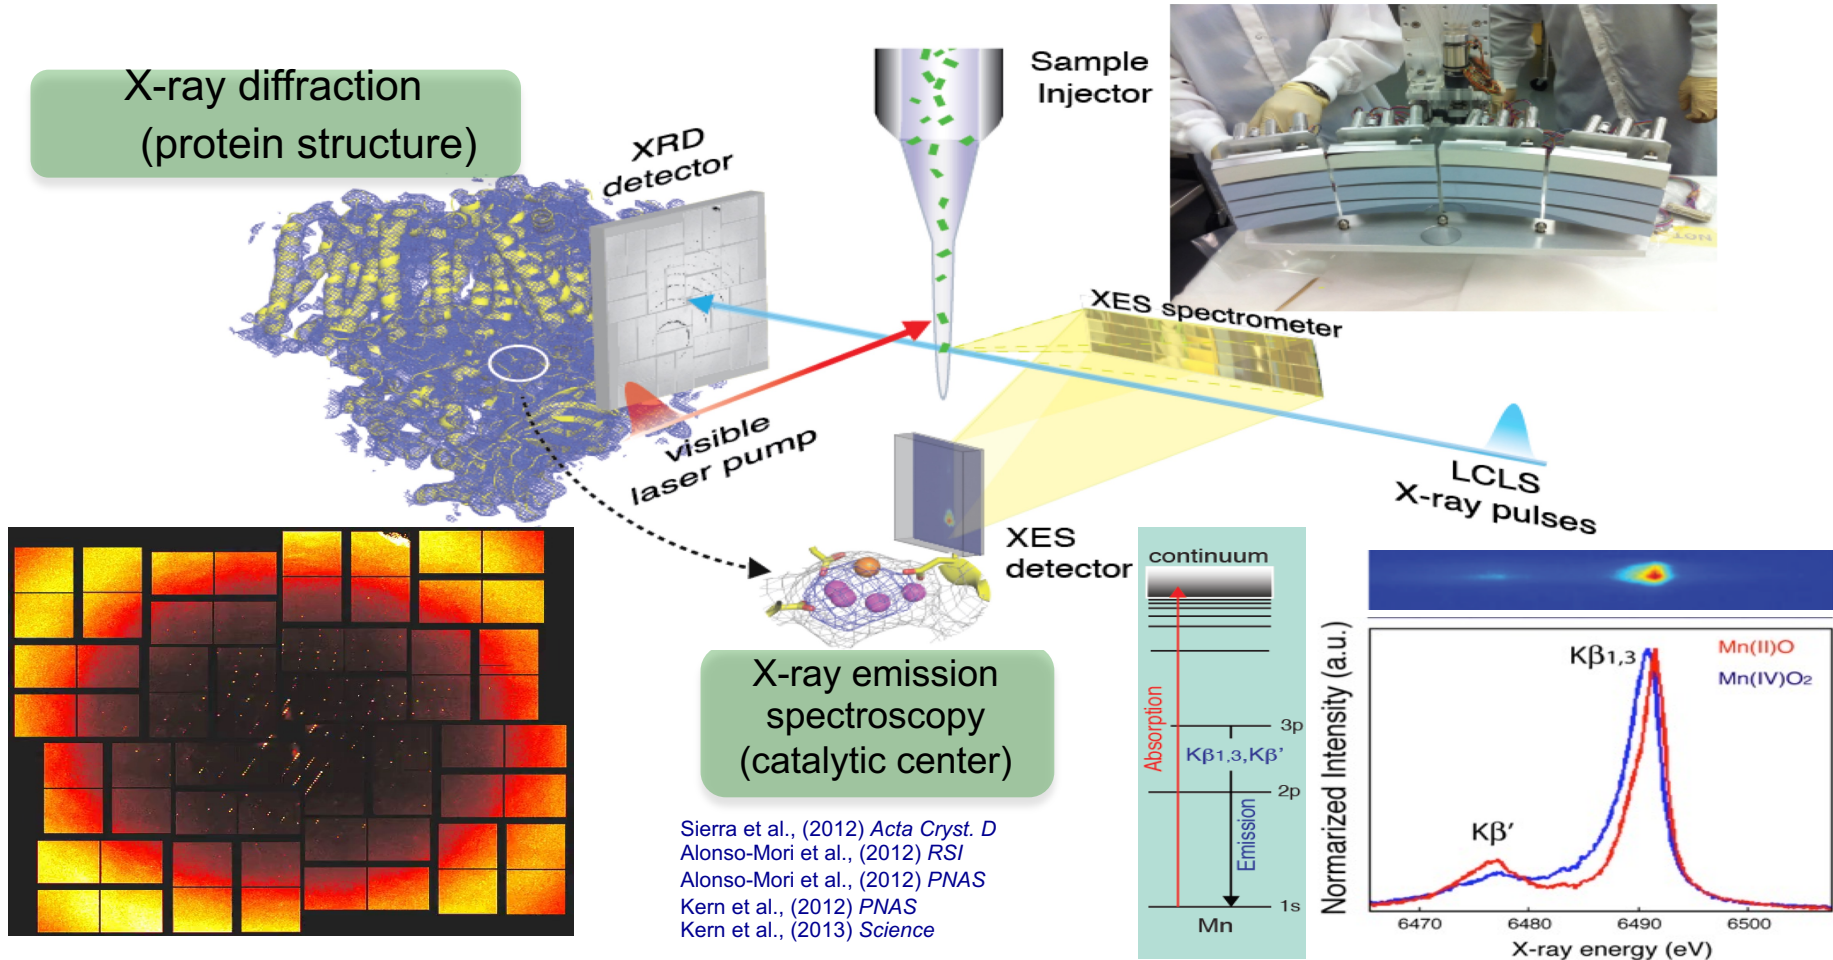 X-ray diffraction
(protein structure)
XRD
detector
Sample
Injector
NOT
XES spectrometer
visible
laser pump
LCLS
X-ray pulses
XES
detector
X-ray emission
spectroscopy
(catalytic center)
Sierra et al., (2012) Acta Cryst. D
Alonso-Mori et al., (2012) RSI
Alonso-Mori et al., (2012) PNAS
Kern et al., (2012) PNAS
Kern et al., (2013) Science
continuum
Absorption
3p
Kβ1,3,Kβ’
2p
Emission
1s
Mn
Normarized Intensity (a.u.)
Kβ1,3
Mn(II)O
Mn(IV)O2
Kβ’
6470 6480 6490 6500
X-ray energy (eV)